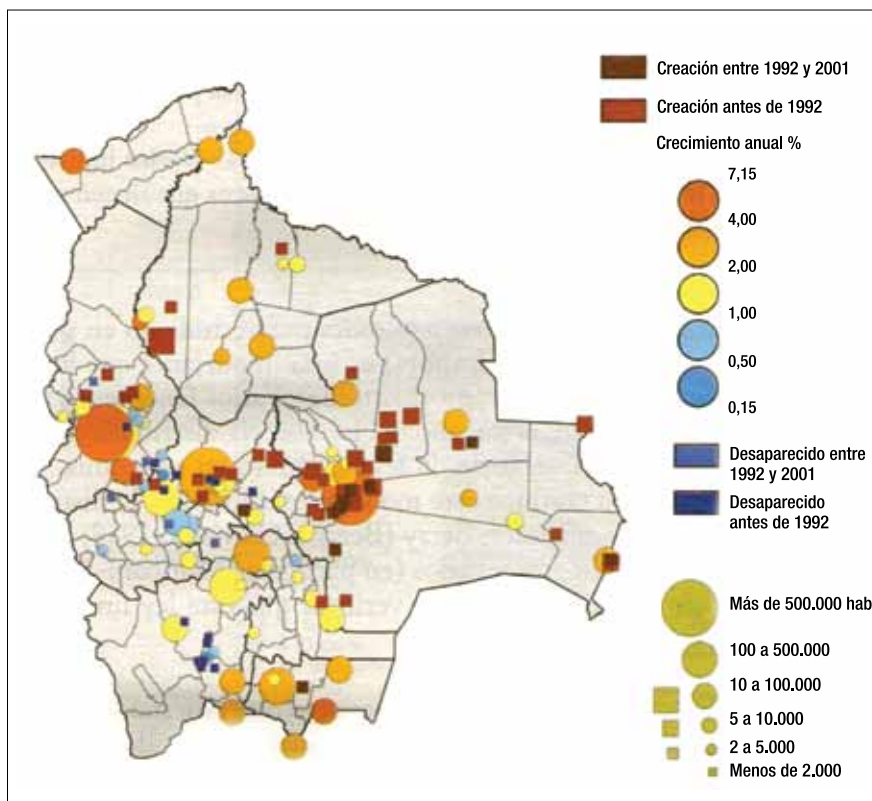 Creación entre 1992 y 2001
Creación antes de 1992
Crecimiento anual %
7,15
4,00
2,00
1,00
0,50
0,15
Desaparecido entre
1992 y 2001
Desaparecido
antes de 1992
Más de 500.000 hab
100 a 500.000
10 a 100.000
5 a 10.000
2 a 5.000
Menos de 2.000